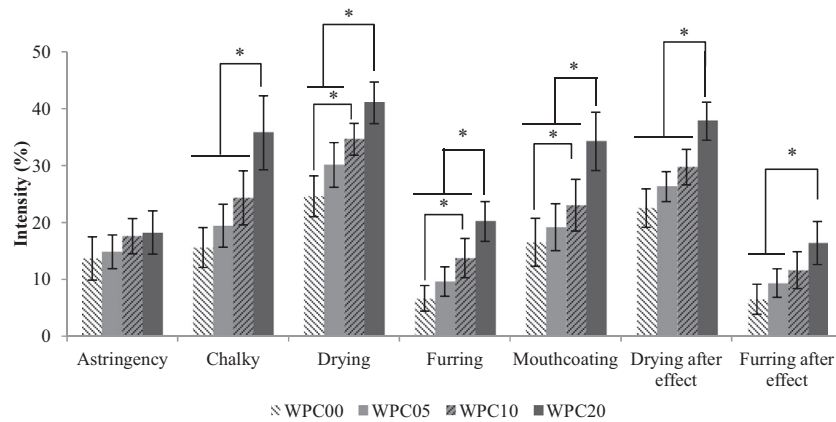 Intensity (%)
50
40
30
20
10
0
* * * * * * * * * *
Astringency Chalky Drying Furring Mouthcoating Drying after effect Furring after effect
WPC00 WPC05 WPC10 WPC20